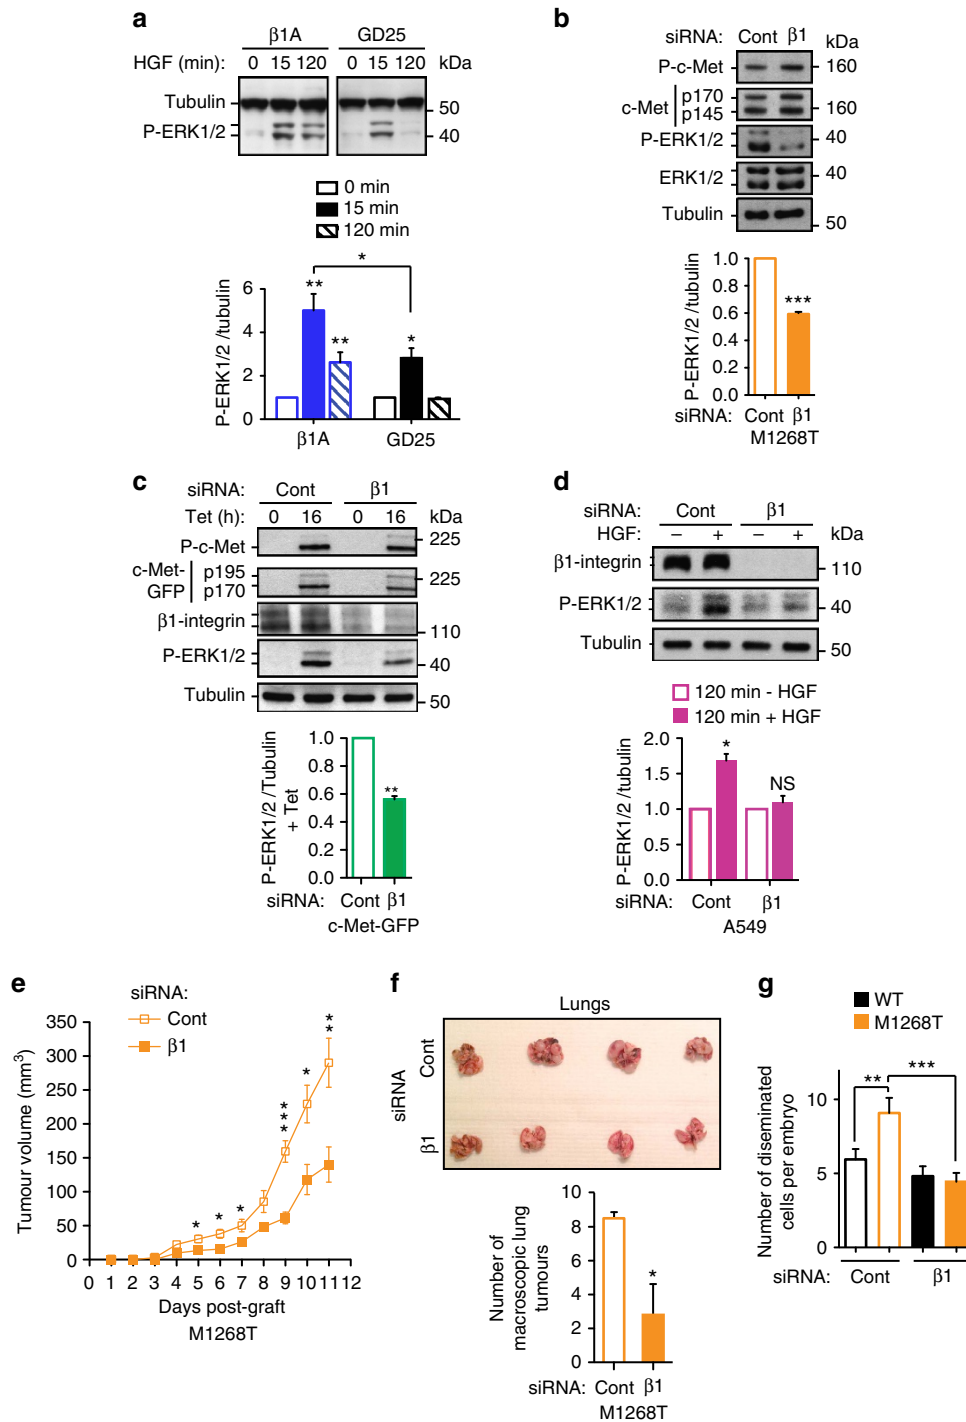 a
β1A GD25
HGF (min): 0 15 120 0 15 120 kDa
Tubulin
50
P-ERK1/2
40
0 min
15 min
120 min
P-ERK1/2 /tubulin
6
4
2
0
**
**
*
*
β1A GD25
b
siRNA: Cont β1
kDa
P-c-Met
160
c-Met
p170
p145
160
P-ERK1/2
40
ERK1/2
40
Tubulin
50
P-ERK1/2 /tubulin
1.0
0.8
0.6
0.4
0.2
0.0
***
siRNA: Cont β1
M1268T
c
siRNA: Cont β1
Tet (h): 0 16 0 16 kDa
P-c-Met
225
c-Met-
GFP
p195
p170
225
β1-integrin
110
P-ERK1/2
40
Tubulin
50
P-ERK1/2 /Tubulin
+ Tet
1.0
0.8
0.6
0.4
0.2
0.0
**
siRNA: Cont β1
c-Met-GFP
d
siRNA: Cont β1
HGF: – + – + kDa
β1-integrin
110
P-ERK1/2
40
Tubulin
50
120 min - HGF
120 min + HGF
P-ERK1/2 /tubulin
2.0
1.5
1.0
0.5
0.0
*
NS
siRNA: Cont β1
A549
e
siRNA:
Cont
β1
Tumour volume (mm³)
350
300
250
200
150
100
50
0
*
*
*
***
*
**
0 1 2 3 4 5 6 7 8 9 10 11 12
Days post-graft
M1268T
f
Lungs
siRNA
Cont
β1
Number of
macroscopic lung
tumours
10
8
6
4
2
0
*
siRNA: Cont β1
M1268T
g
WT
M1268T
Number of diseminated
cells per embryo
10
5
0
**
***
siRNA: Cont β1